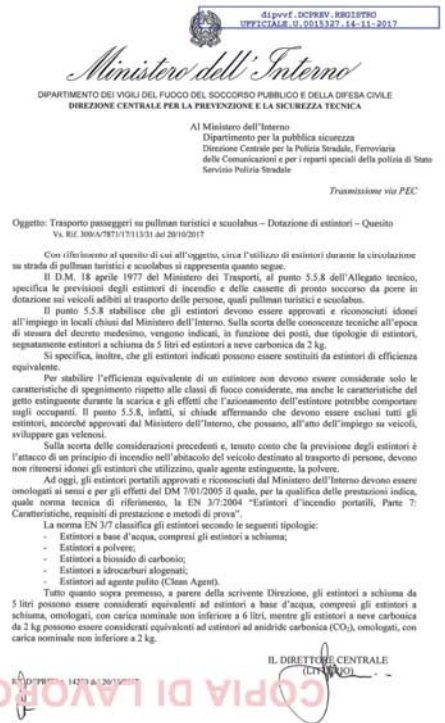 dipvvf.DCPREV.REGISTRO
UFFICIALE.U.0015327.14-11-2017
Ministero dell'Interno
DIPARTIMENTO DEI VIGILI DEL FUOCO DEL SOCCORSO PUBBLICO E DELLA DIFESA CIVILE
DIREZIONE CENTRALE PER LA PREVENZIONE E LA SICUREZZA TECNICA
Al Ministero dell'Interno
Dipartimento per la pubblica sicurezza
Direzione Centrale per la Polizia Stradale, Ferroviaria
delle Comunicazioni e per i reparti speciali della polizia di Stato
Servizio Polizia Stradale
Trasmissione via PEC
Oggetto: Trasporto passeggeri su pullman turistici e scuolabus – Dotazione di estintori – Quesito
Vs. Rif. 300/A/7871/17/113/31 del 20/10/2017
Con riferimento al quesito di cui all'oggetto, circa l'utilizzo di estintori durante la circolazione
su strada di pullman turistici e scuolabus si rappresenta quanto segue.
Il D.M. 18 aprile 1977 del Ministero dei Trasporti, al punto 5.5.8 dell'Allegato tecnico,
specifica le previsioni degli estintori di incendio e delle cassette di pronto soccorso da porre in
dotazione sui veicoli adibiti al trasporto delle persone, quali pullman turistici e scuolabus.
Il punto 5.5.8 stabilisce che gli estintori devono essere approvati e riconosciuti idonei
all'impiego in locali chiusi dal Ministero dell'Interno. Sulla scorta delle conoscenze tecniche all'epoca
di stesura del decreto medesimo, vengono indicati, in funzione dei posti, due tipologie di estintori,
segnatamente estintori a schiuma da 5 litri ed estintori a neve carbonica da 2 kg.
Si specifica, inoltre, che gli estintori indicati possono essere sostituiti da estintori di efficienza
equivalente.
Per stabilire l'efficienza equivalente di un estintore non devono essere considerate solo le
caratteristiche di spegnimento rispetto alle classi di fuoco considerate, ma anche le caratteristiche del
getto estinguente durante la scarica e gli effetti che l'azionamento dell'estintore potrebbe comportare
sugli occupanti. Il punto 5.5.8, infatti, si chiude affermando che devono essere esclusi tutti gli
estintori, ancorché approvati dal Ministero dell'Interno, che possano, all'atto dell'impiego su veicoli,
sviluppare gas velenosi.
Sulla scorta delle considerazioni precedenti e, tenuto conto che la previsione degli estintori è
l'attacco di un principio di incendio nell'abitacolo del veicolo destinato al trasporto di persone, devono
non ritenersi idonei gli estintori che utilizzino, quale agente estinguente, la polvere.
Ad oggi, gli estintori portatili approvati e riconosciuti dal Ministero dell'Interno devono essere
omologati ai sensi e per gli effetti del DM 7/01/2005 il quale, per la qualifica delle prestazioni indica,
quale norma tecnica di riferimento, la EN 3/7:2004 "Estintori d'incendio portatili, Parte 7:
Caratteristiche, requisiti di prestazione e metodi di prova".
La norma EN 3/7 classifica gli estintori secondo le seguenti tipologie:
- Estintori a base d'acqua, compresi gli estintori a schiuma;
- Estintori a polvere;
- Estintori a biossido di carbonio;
- Estintori a idrocarburi alogenati;
- Estintori ad agente pulito (Clean Agent).
Tutto quanto sopra premesso, a parere della scrivente Direzione, gli estintori a schiuma da
5 litri possono essere considerati equivalenti ad estintori a base d'acqua, compresi gli estintori a
schiuma, omologati, con carica nominale non inferiore a 6 litri, mentre gli estintori a neve carbonica
da 2 kg possono essere considerati equivalenti ad estintori ad anidride carbonica (CO2), omologati, con
carica nominale non inferiore a 2 kg.
IL DIRETTORE CENTRALE
COPIA DI LAVORO